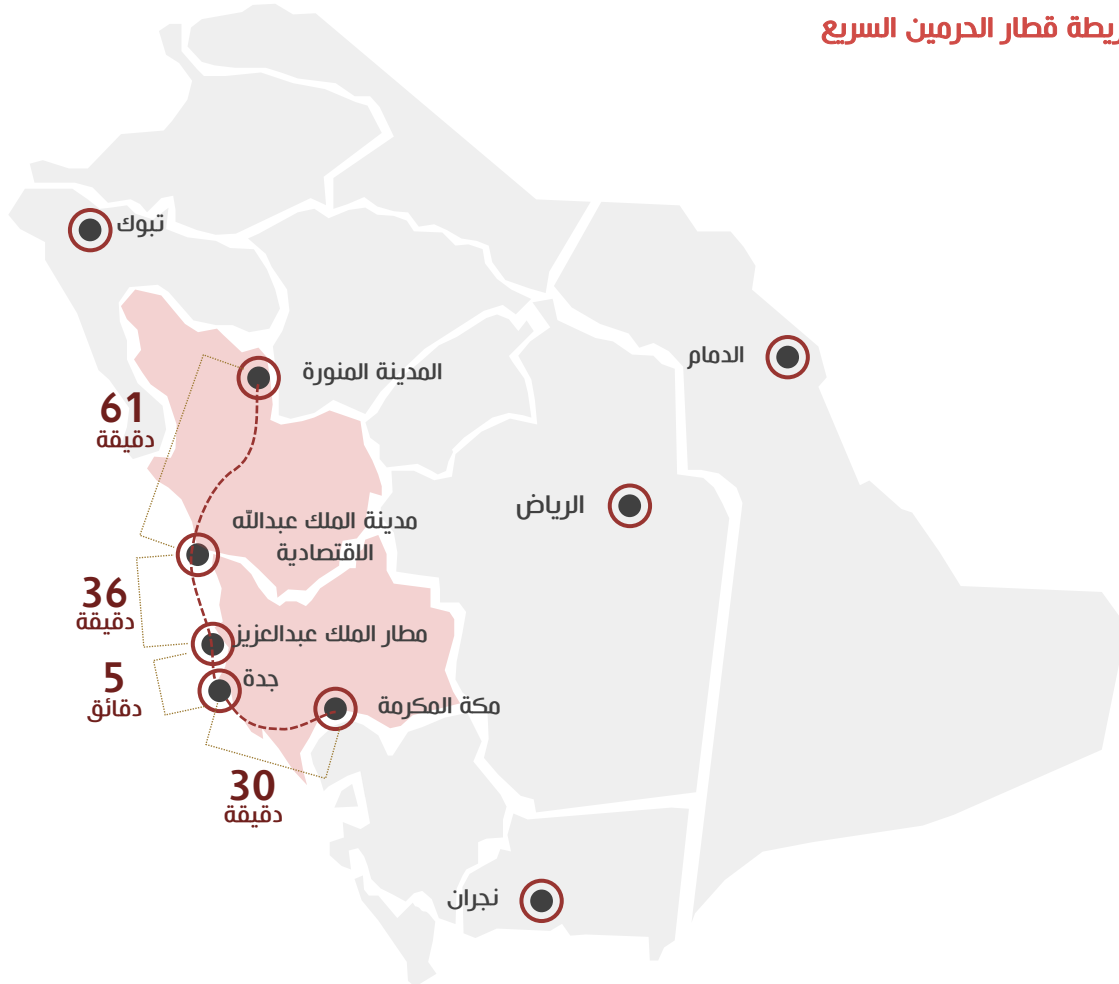 ريطة قطار الحرمين السريع
تبوك
الدمام
المدينة المنورة
61
دقيقة
الرياض
مدينة الملك عبدالله
الاقتصادية
36
دقيقة
مطار الملك عبدالعزيز
جدة
5
دقائق
مكة المكرمة
30
دقيقة
نجران